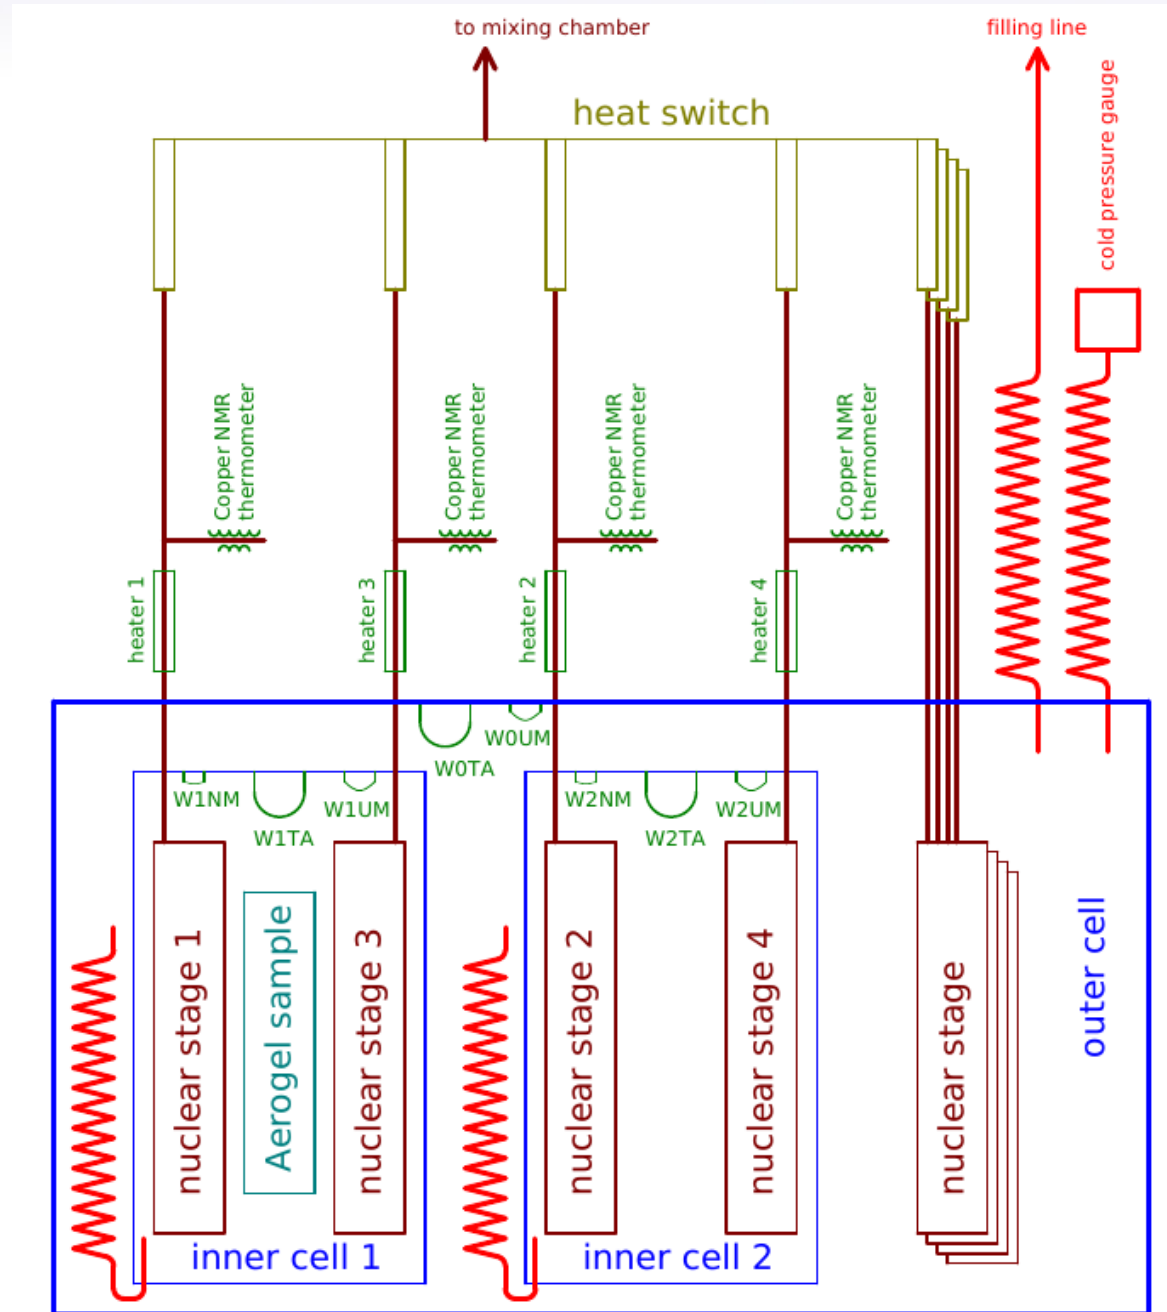 to mixing chamber
filling line
cold pressure gauge
heat switch
Copper NMR
thermometer
Copper NMR
thermometer
Copper NMR
thermometer
Copper NMR
thermometer
heater 1
heater 3
heater 2
heater 4
W0UM
W0TA
W1NM
W1UM
W1TA
W2NM
W2UM
W2TA
nuclear stage 1
Aerogel sample
nuclear stage 3
nuclear stage 2
nuclear stage 4
nuclear stage
outer cell
inner cell 1
inner cell 2